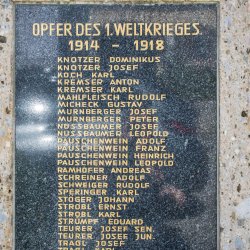 OPFER DES 1. WELTKRIEGES
1914 - 1918
KNOTZER DOMINIKUS
KNOTZER JOSEF
KOCH KARL
KREMSER ANTON
KREMSER KARL
MAHLFLEISCH RUDOLF
MICHECK GUSTAV
MÜRNBERGER JOSEF
MÜRNBERGER PETER
NUSSBAUMER JOSEF
NUSSBAUMER LEOPOLD
PAUSCHENWEIN ADOLF
PAUSCHENWEIN FRANZ
PAUSCHENWEIN HEINRICH
PAUSCHENWEIN LEOPOLD
RAMHOFER ANDREAS
SCHREINER ADOLF
SCHWEIGER RUDOLF
SPERINGER KARL
STÖGER JOHANN
STROBL ERNST
STROBL KARL
STRUMPF EDUARD
TEURER JOSEF SEN.
TEURER JOSEF JUN.
TRAGL JOSEF